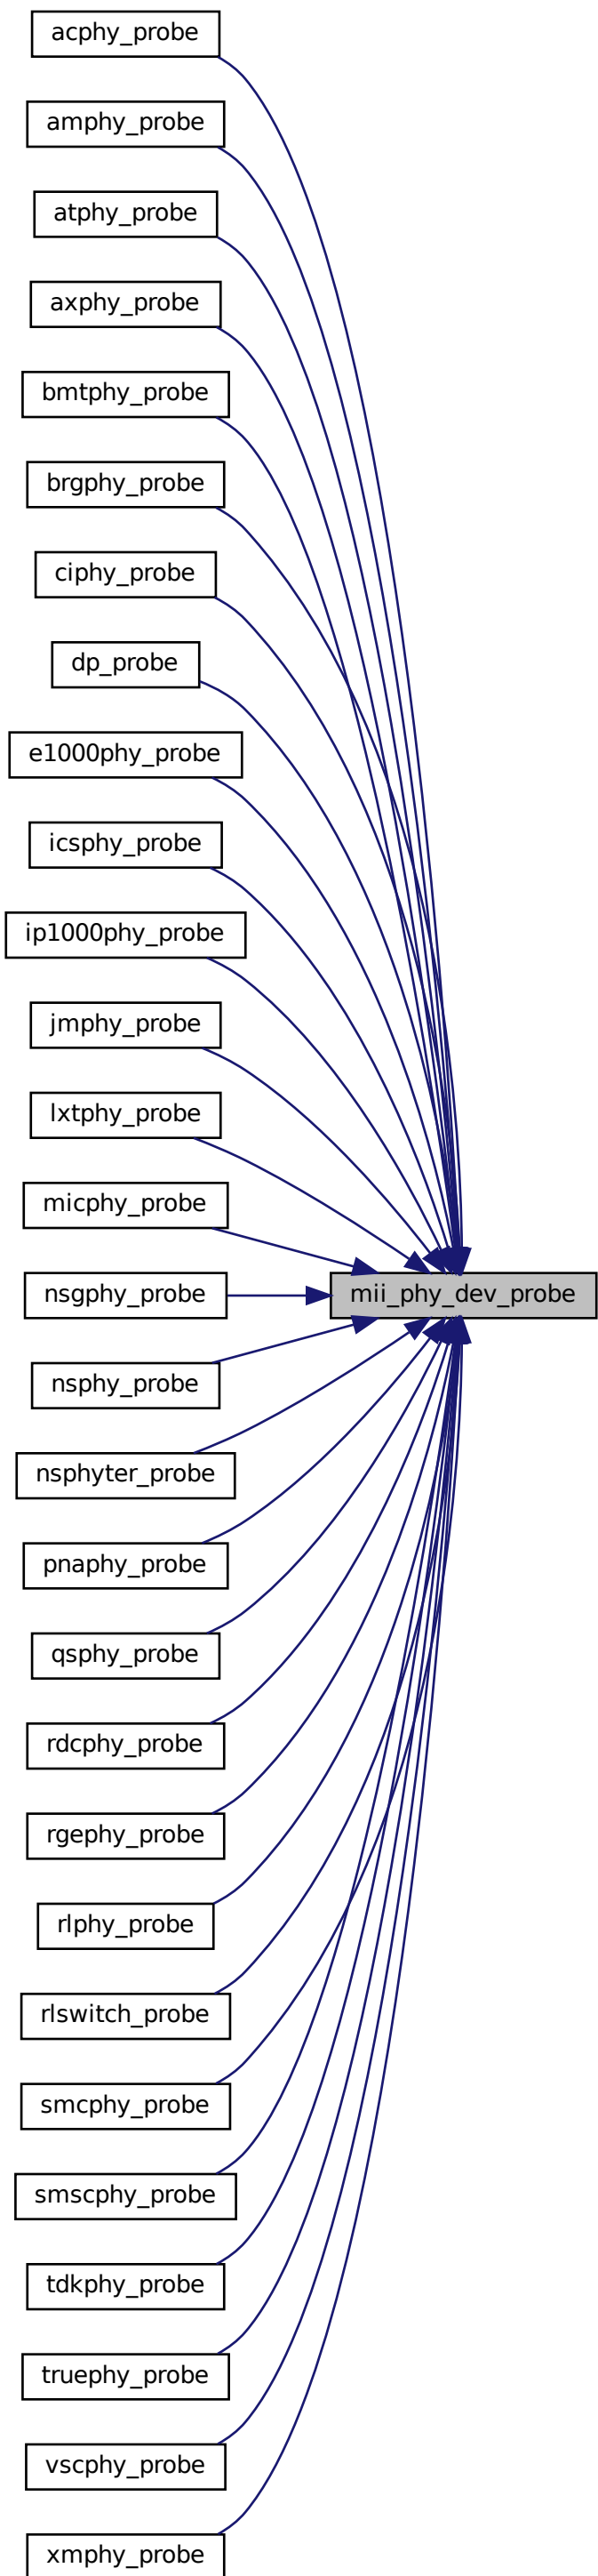 acphy_probe
amphy_probe
atphy_probe
axphy_probe
bmtphy_probe
brgphy_probe
ciphy_probe
dp_probe
e1000phy_probe
icsphy_probe
ip1000phy_probe
jmphy_probe
lxtphy_probe
micphy_probe
nsgphy_probe
mii_phy_dev_probe
nsphy_probe
nsphyter_probe
pnaphy_probe
qsphy_probe
rdcphy_probe
rgephy_probe
rlphy_probe
rlswitch_probe
smcphy_probe
smscphy_probe
tdkphy_probe
truephy_probe
vscphy_probe
xmphy_probe